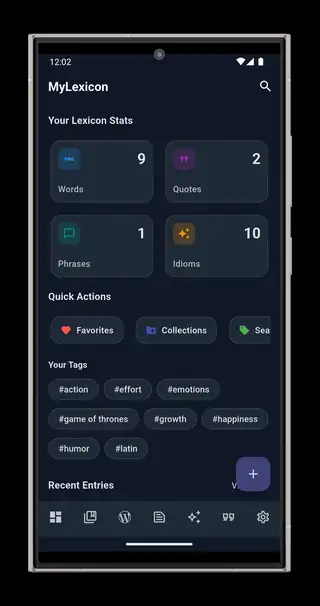 12:02
MyLexicon
Your Lexicon Stats
9 2
Words Quotes
1 10
Phrases Idioms
Quick Actions
Favorites Collections Sea
Your Tags
#action #effort #emotions
#game of thrones #growth #happiness
#humor #latin
Recent Entries V